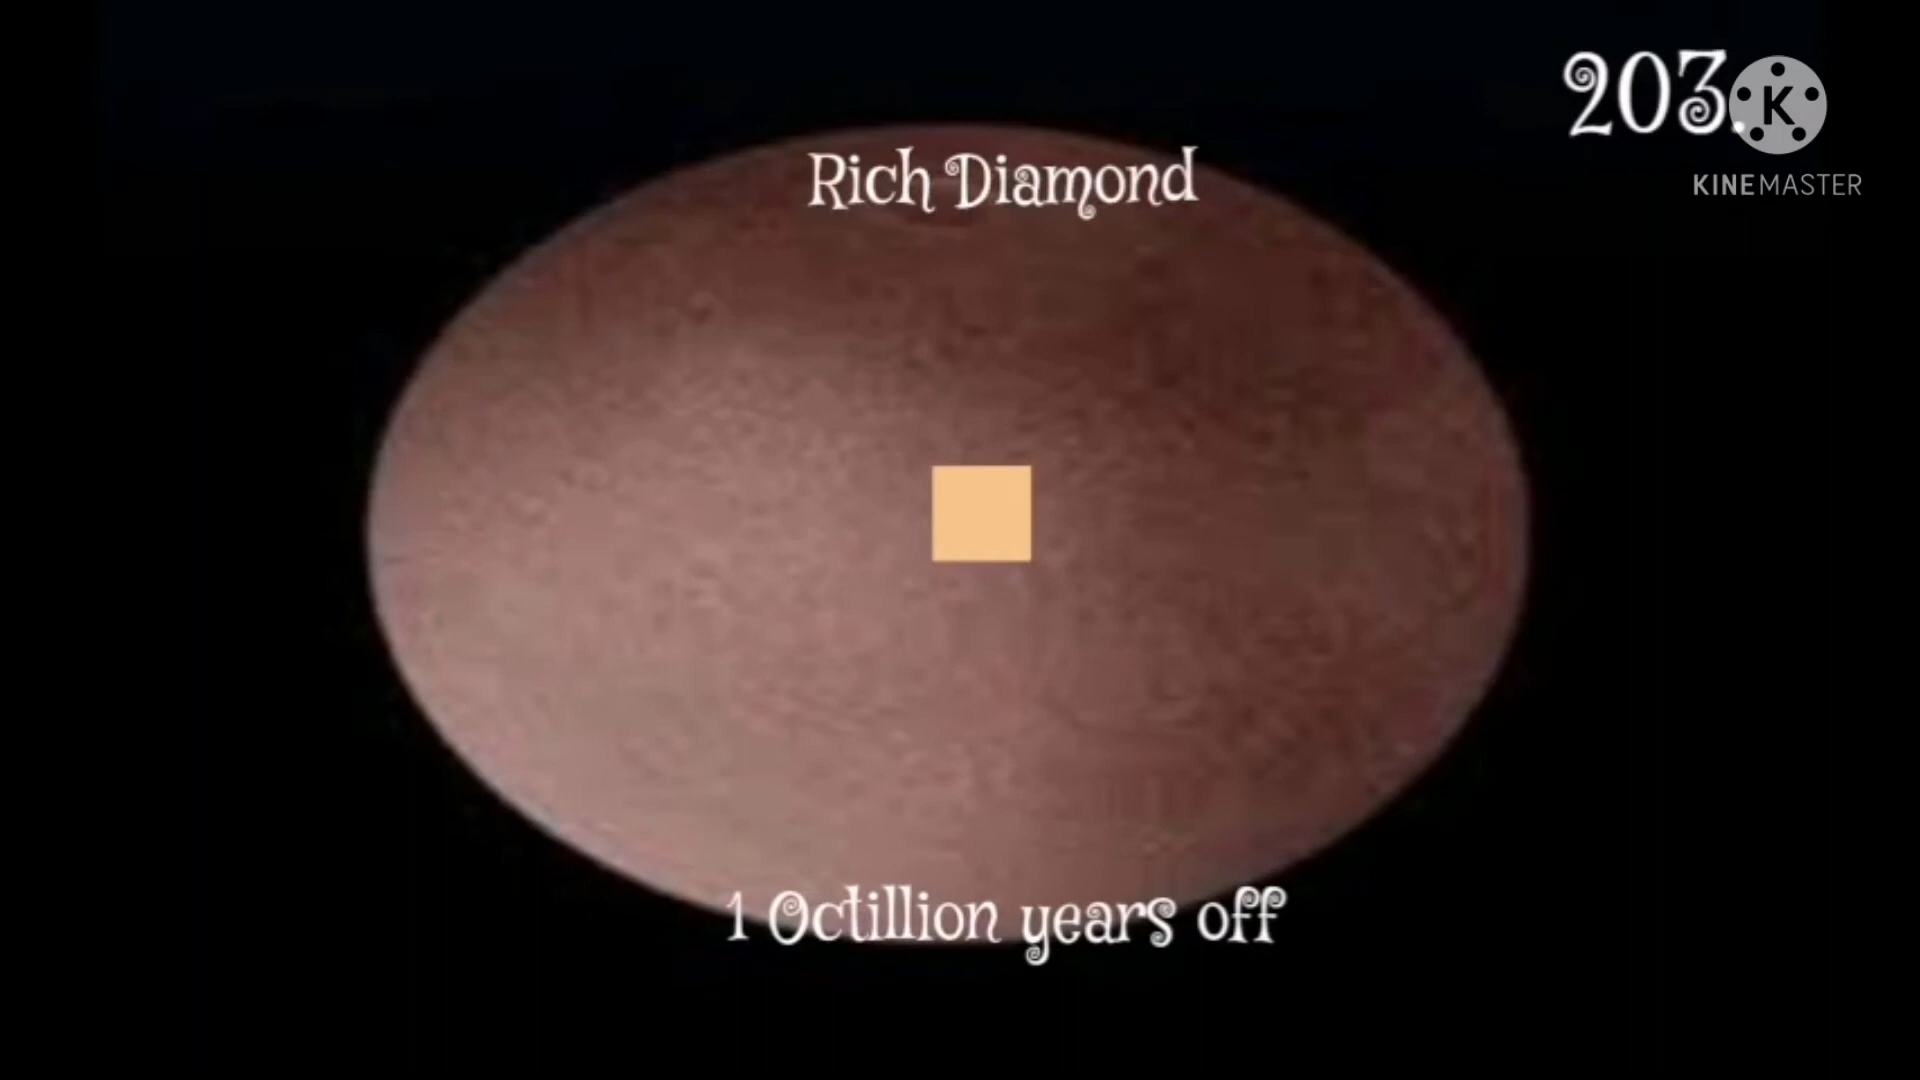 203.
K
KINEMASTER
Rich Diamond
1 Octillion years off